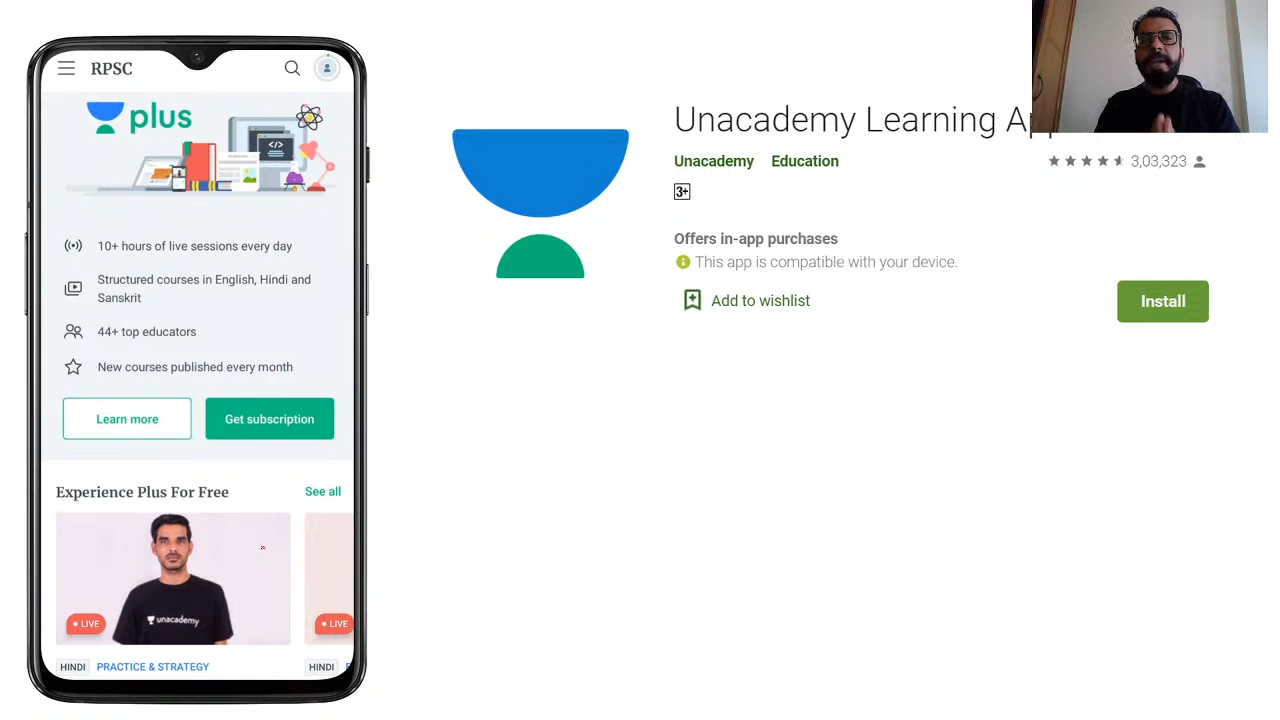 RPSC
plus
</>
10+ hours of live sessions every day
Structured courses in English, Hindi and
Sanskrit
44+ top educators
New courses published every month
Learn more
Get subscription
Experience Plus For Free
See all
unacademy
LIVE
LIVE
HINDI PRACTICE & STRATEGY
HINDI
Unacademy Learning Ap
Unacademy Education
3,03,323
3+
Offers in-app purchases
This app is compatible with your device.
Add to wishlist
Install